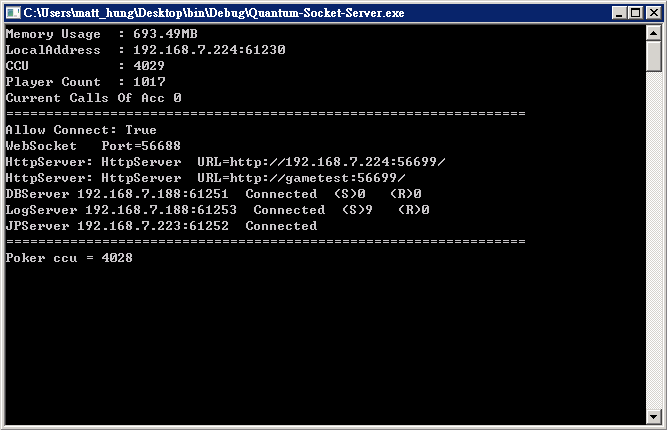 C:\Users\matt_hung\Desktop\bin\Debug\Quantum-Socket-Server.exe
Memory Usage  : 693.49MB
LocalAddress  : 192.168.7.224:61230
CCU           : 4029
Player Count  : 1017
Current Calls Of Acc 0
=================================================================
Allow Connect: True
WebSocket   Port=56688
HttpServer: HttpServer  URL=http://192.168.7.224:56699/
HttpServer: HttpServer  URL=http://gametest:56699/
DBServer 192.168.7.188:61251  Connected  (S)0   (R)0
LogServer 192.168.7.188:61253  Connected  (S)9   (R)0
JPServer 192.168.7.223:61252  Connected
=================================================================
Poker ccu = 4028